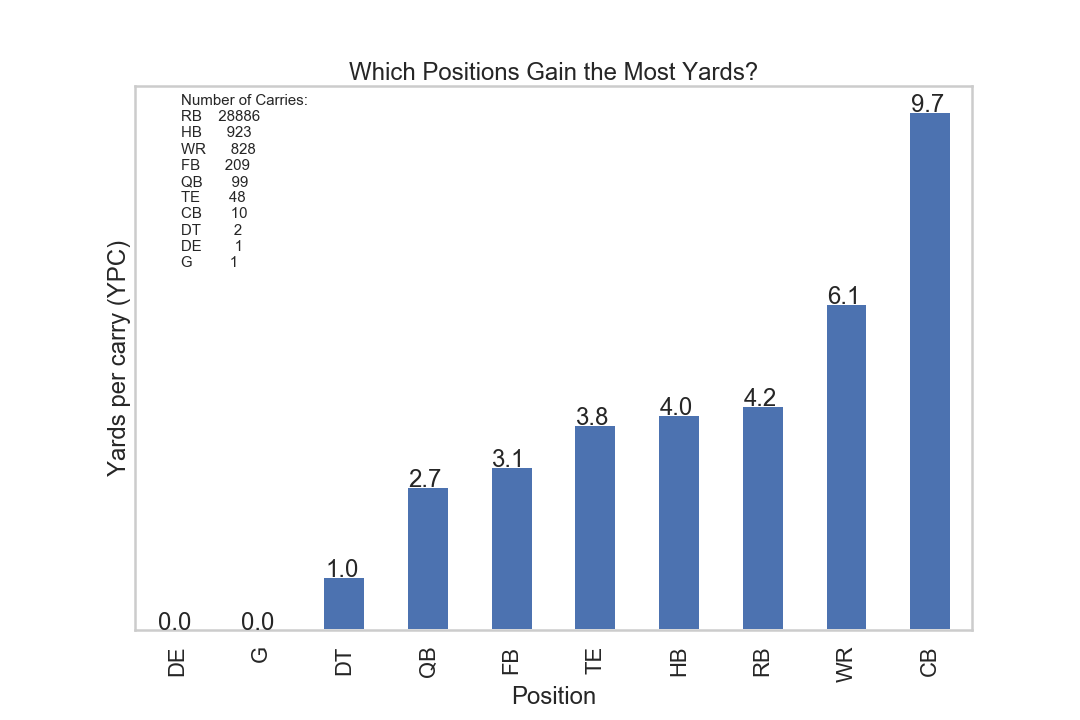 Which Positions Gain the Most Yards?
Number of Carries:
RB 28886
HB 923
WR 828
FB 209
QB 99
TE 48
CB 10
DT 2
DE 1
G 1
Yards per carry (YPC)
0.0
0.0
1.0
2.7
3.1
3.8
4.0
4.2
6.1
9.7
DE
G
DT
QB
FB
TE
HB
RB
WR
CB
Position